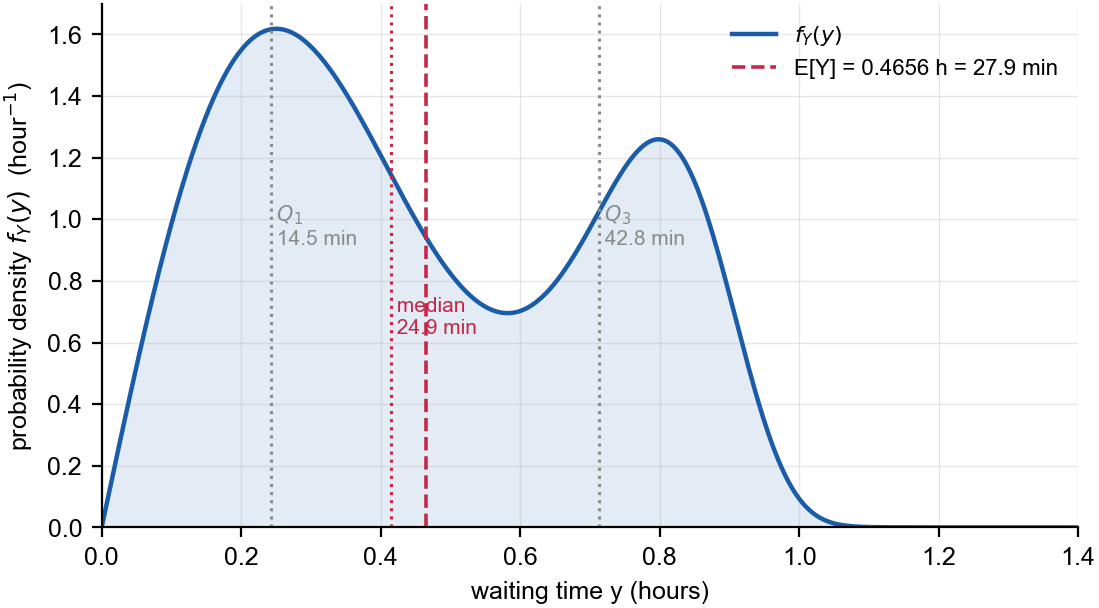 f_Y(y)
E[Y] = 0.4656 h = 27.9 min
probability density f_Y(y) (hour⁻¹)
1.6
1.4
1.2
1.0
0.8
0.6
0.4
0.2
0.0
Q₁
14.5 min
Q₃
42.8 min
median
24.9 min
0.0 0.2 0.4 0.6 0.8 1.0 1.2 1.4
waiting time y (hours)